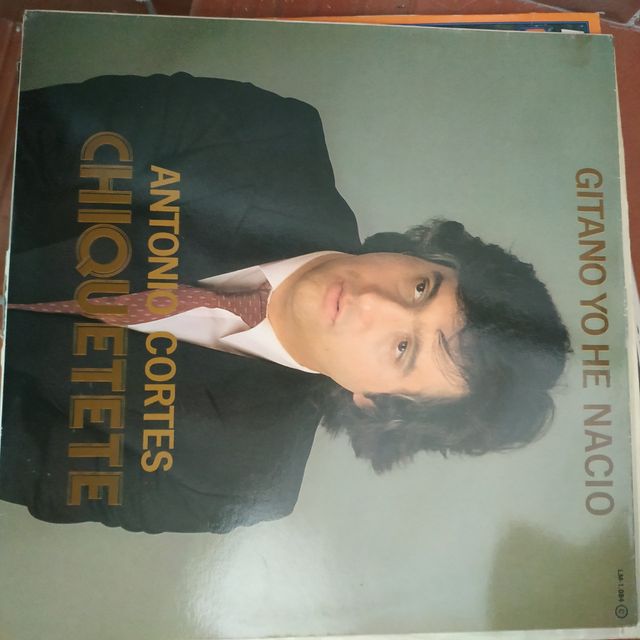 GITANO YO HE NACIO
ANTONIO CORTES
CHIQUETETE
LM-1.084 C